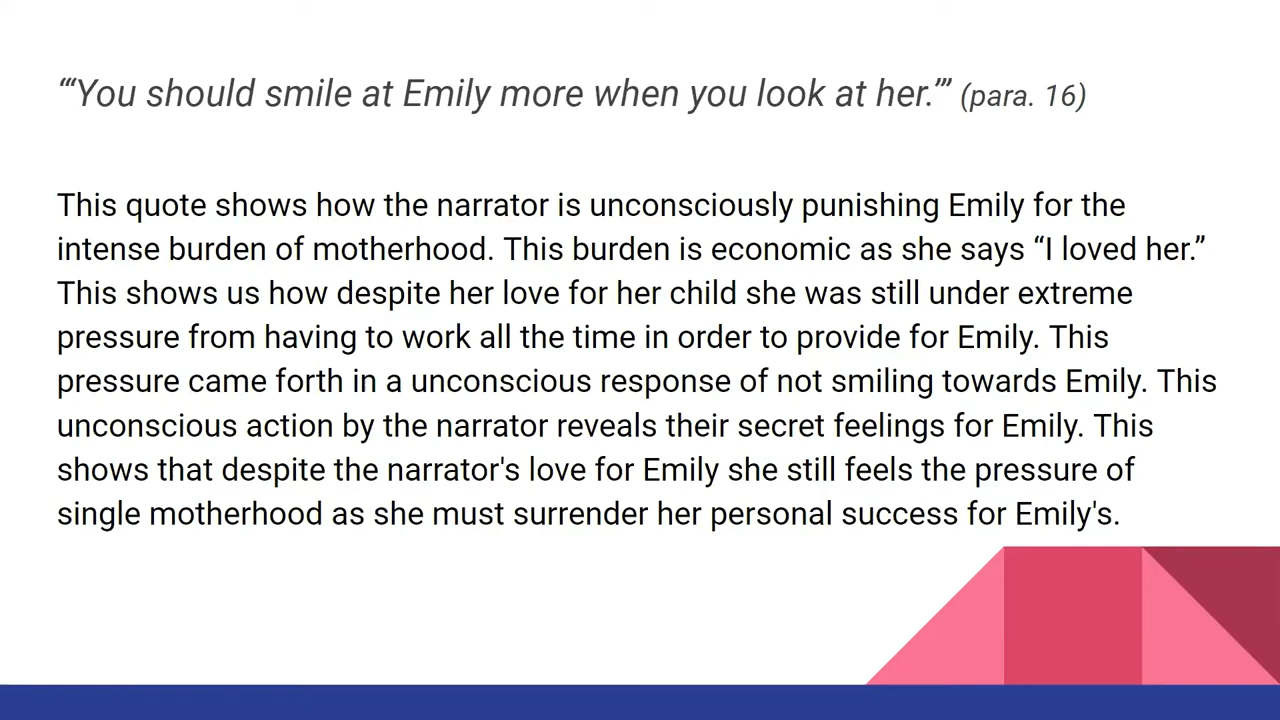 “‘You should smile at Emily more when you look at her.’” (para. 16)
This quote shows how the narrator is unconsciously punishing Emily for the
intense burden of motherhood. This burden is economic as she says “I loved her.”
This shows us how despite her love for her child she was still under extreme
pressure from having to work all the time in order to provide for Emily. This
pressure came forth in a unconscious response of not smiling towards Emily. This
unconscious action by the narrator reveals their secret feelings for Emily. This
shows that despite the narrator's love for Emily she still feels the pressure of
single motherhood as she must surrender her personal success for Emily's.